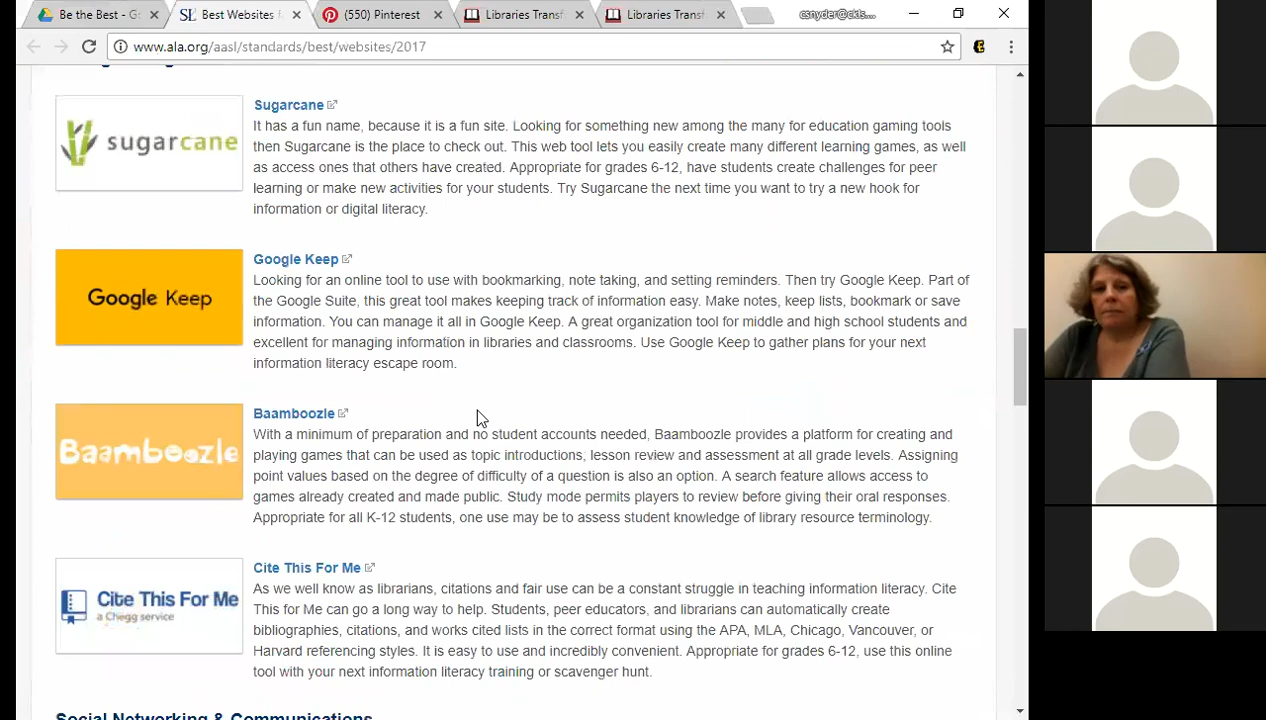 Be the Best - G
Best Websites f
(550) Pinterest
Libraries Transf
Libraries Transf
csnyder@ckts...
www.ala.org/aasl/standards/best/websites/2017
sugarcane
Sugarcane
It has a fun name, because it is a fun site. Looking for something new among the many for education gaming tools
then Sugarcane is the place to check out. This web tool lets you easily create many different learning games, as well
as access ones that others have created. Appropriate for grades 6-12, have students create challenges for peer
learning or make new activities for your students. Try Sugarcane the next time you want to try a new hook for
information or digital literacy.
Google Keep
Google Keep
Looking for an online tool to use with bookmarking, note taking, and setting reminders. Then try Google Keep. Part of
the Google Suite, this great tool makes keeping track of information easy. Make notes, keep lists, bookmark or save
information. You can manage it all in Google Keep. A great organization tool for middle and high school students and
excellent for managing information in libraries and classrooms. Use Google Keep to gather plans for your next
information literacy escape room.
Baamboozle
Baamboozle
With a minimum of preparation and no student accounts needed, Baamboozle provides a platform for creating and
playing games that can be used as topic introductions, lesson review and assessment at all grade levels. Assigning
point values based on the degree of difficulty of a question is also an option. A search feature allows access to
games already created and made public. Study mode permits players to review before giving their oral responses.
Appropriate for all K-12 students, one use may be to assess student knowledge of library resource terminology.
Cite This For Me
a Chegg service
Cite This For Me
As we well know as librarians, citations and fair use can be a constant struggle in teaching information literacy. Cite
This for Me can go a long way to help. Students, peer educators, and librarians can automatically create
bibliographies, citations, and works cited lists in the correct format using the APA, MLA, Chicago, Vancouver, or
Harvard referencing styles. It is easy to use and incredibly convenient. Appropriate for grades 6-12, use this online
tool with your next information literacy training or scavenger hunt.
Social Networking & Communications